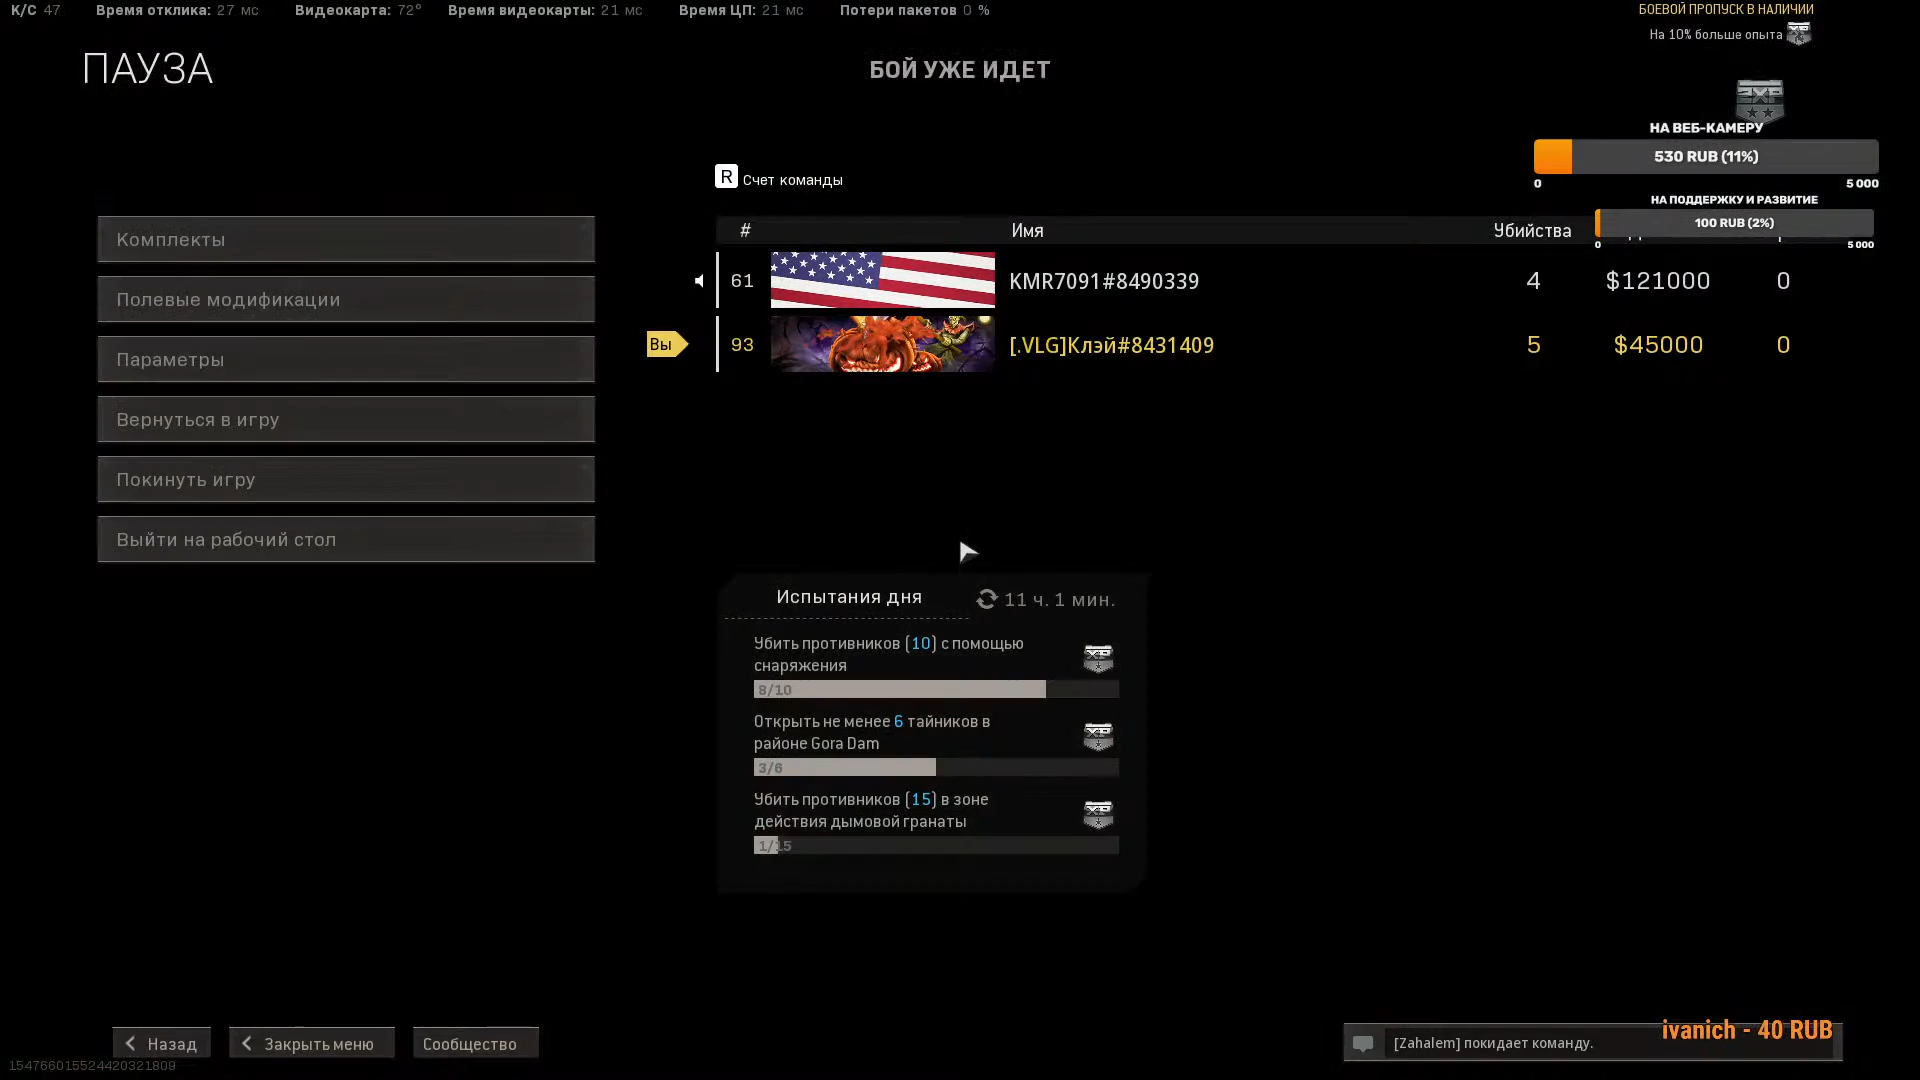 К/С 47 Время отклика: 27 мс Видеокарта: 72° Время видеокарты: 21 мс Время ЦП: 21 мс Потери пакетов 0 %
БОЕВОЙ ПРОПУСК В НАЛИЧИИ
На 10% больше опыта
ПАУЗА
БОЙ УЖЕ ИДЕТ
2XP
НА ВЕБ-КАМЕРУ
530 RUB (11%)
0 5 000
R Счет команды
НА ПОДДЕРЖКУ И РАЗВИТИЕ
100 RUB (2%)
0 5 000
# Имя Убийства
61 KMR7091#8490339 4 $121000 0
Вы 93 [.VLG]Клэй#8431409 5 $45000 0
Комплекты
Полевые модификации
Параметры
Вернуться в игру
Покинуть игру
Выйти на рабочий стол
Испытания дня 11 ч. 1 мин.
Убить противников (10) с помощью
снаряжения
XP
8/10
Открыть не менее 6 тайников в
районе Gora Dam
XP
3/6
Убить противников (15) в зоне
действия дымовой гранаты
XP
1/15
Назад Закрыть меню Сообщество
[Zahalem] покидает команду.
ivanich - 40 RUB
154766015524420321809